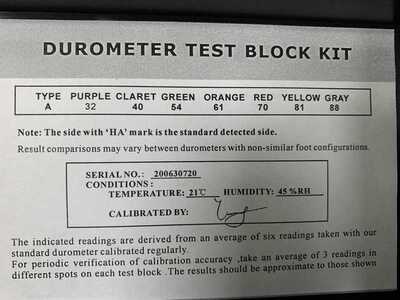 DUROMETER TEST BLOCK KIT
TYPE PURPLE CLARET GREEN ORANGE RED YELLOW GRAY
A 32 40 54 61 70 81 88
Note: The side with 'HA' mark is the standard detected side.
Result comparisons may vary between durometers with non-similar foot configurations.
SERIAL NO.: 200630720
CONDITIONS:
TEMPERATURE: 21℃ HUMIDITY: 45%RH
CALIBRATED BY:
The indicated readings are derived from an average of six readings taken with our
standard durometer calibrated regularly.
For periodic verification of calibration accuracy ,take an average of 3 readings in
different spots on each test block .The results should be approximate to those shown